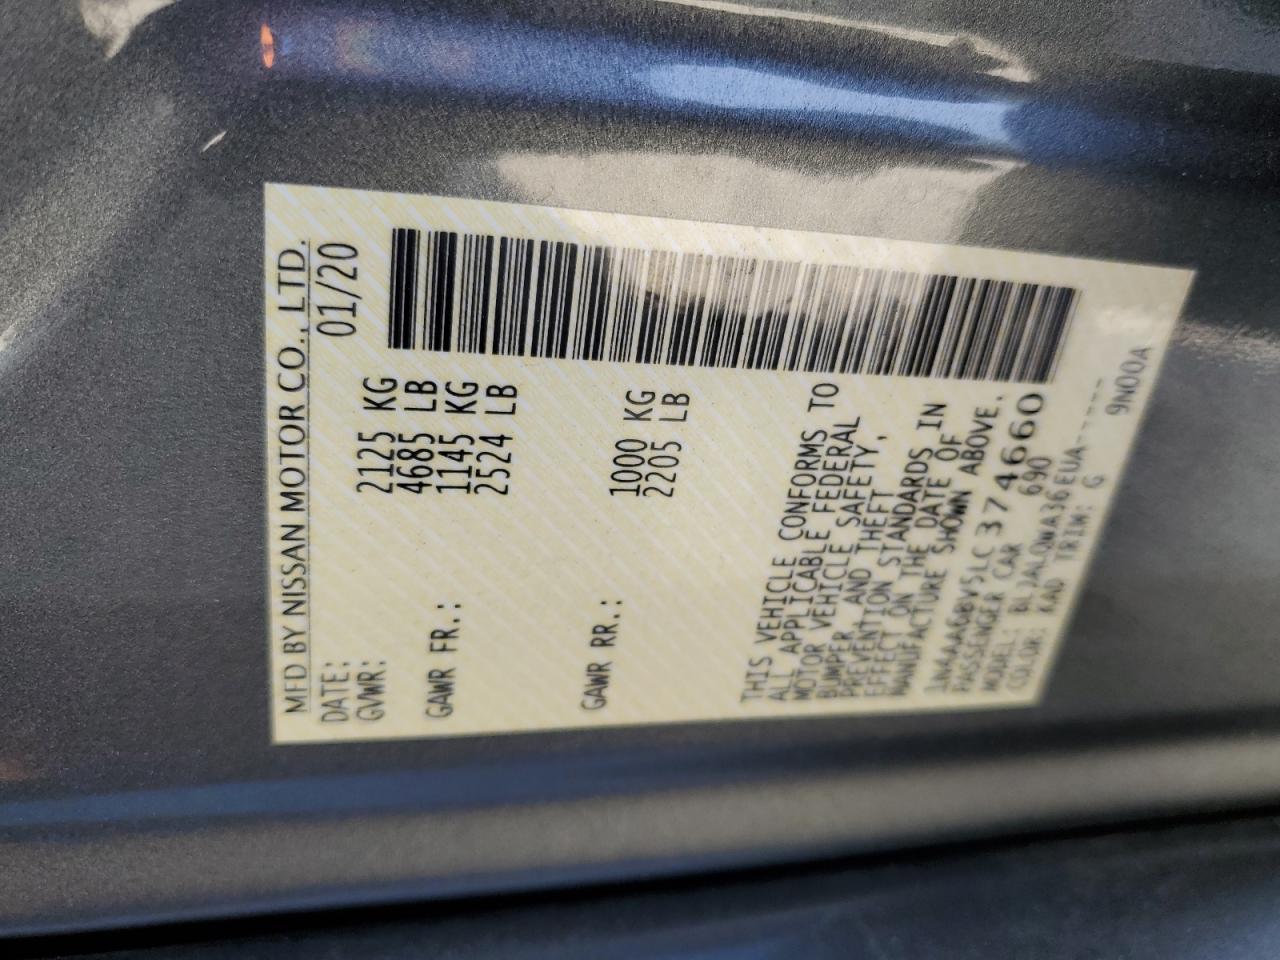 MFD BY NISSAN MOTOR CO., LTD.
DATE: 01/20
GVWR: 2125 KG
4685 LB
GAWR FR.: 1145 KG
2524 LB
GAWR RR.: 1000 KG
2205 LB
THIS VEHICLE CONFORMS TO
ALL APPLICABLE FEDERAL
MOTOR VEHICLE SAFETY,
BUMPER AND THEFT
PREVENTION STANDARDS IN
EFFECT ON THE DATE OF
MANUFACTURE SHOWN ABOVE.
1N4AA6BV5LC374660
PASSENGER CAR 690
MODEL: BLJALQWA36EUA-----
COLOR: KAD TRIM: G
9N00A